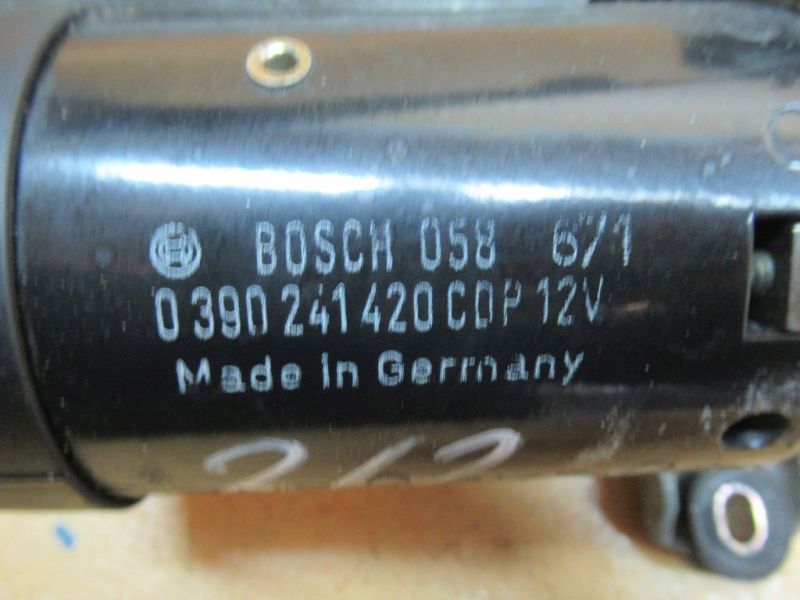 BOSCH 058 671
0 390 241 420 CDP 12V
Made in Germany